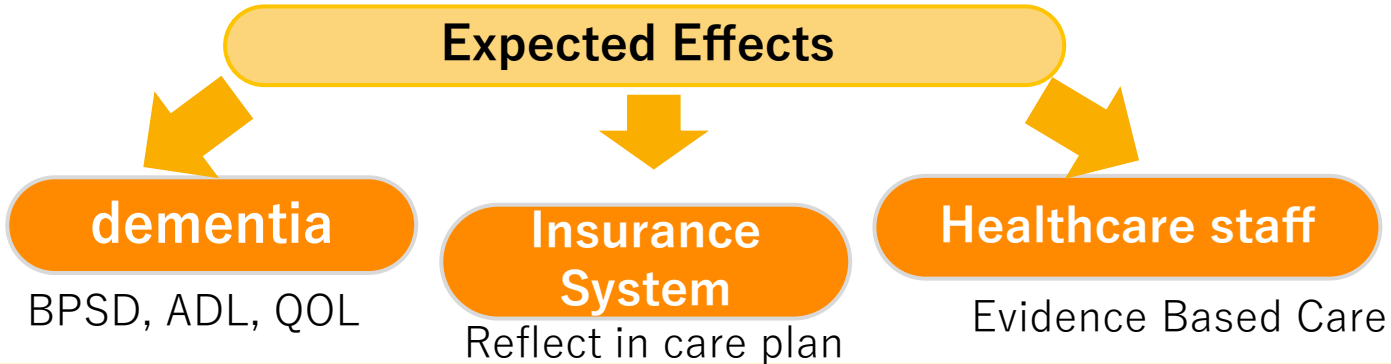 Expected Effects
dementia
BPSD, ADL, QOL
Insurance
System
Reflect in care plan
Healthcare staff
Evidence Based Care